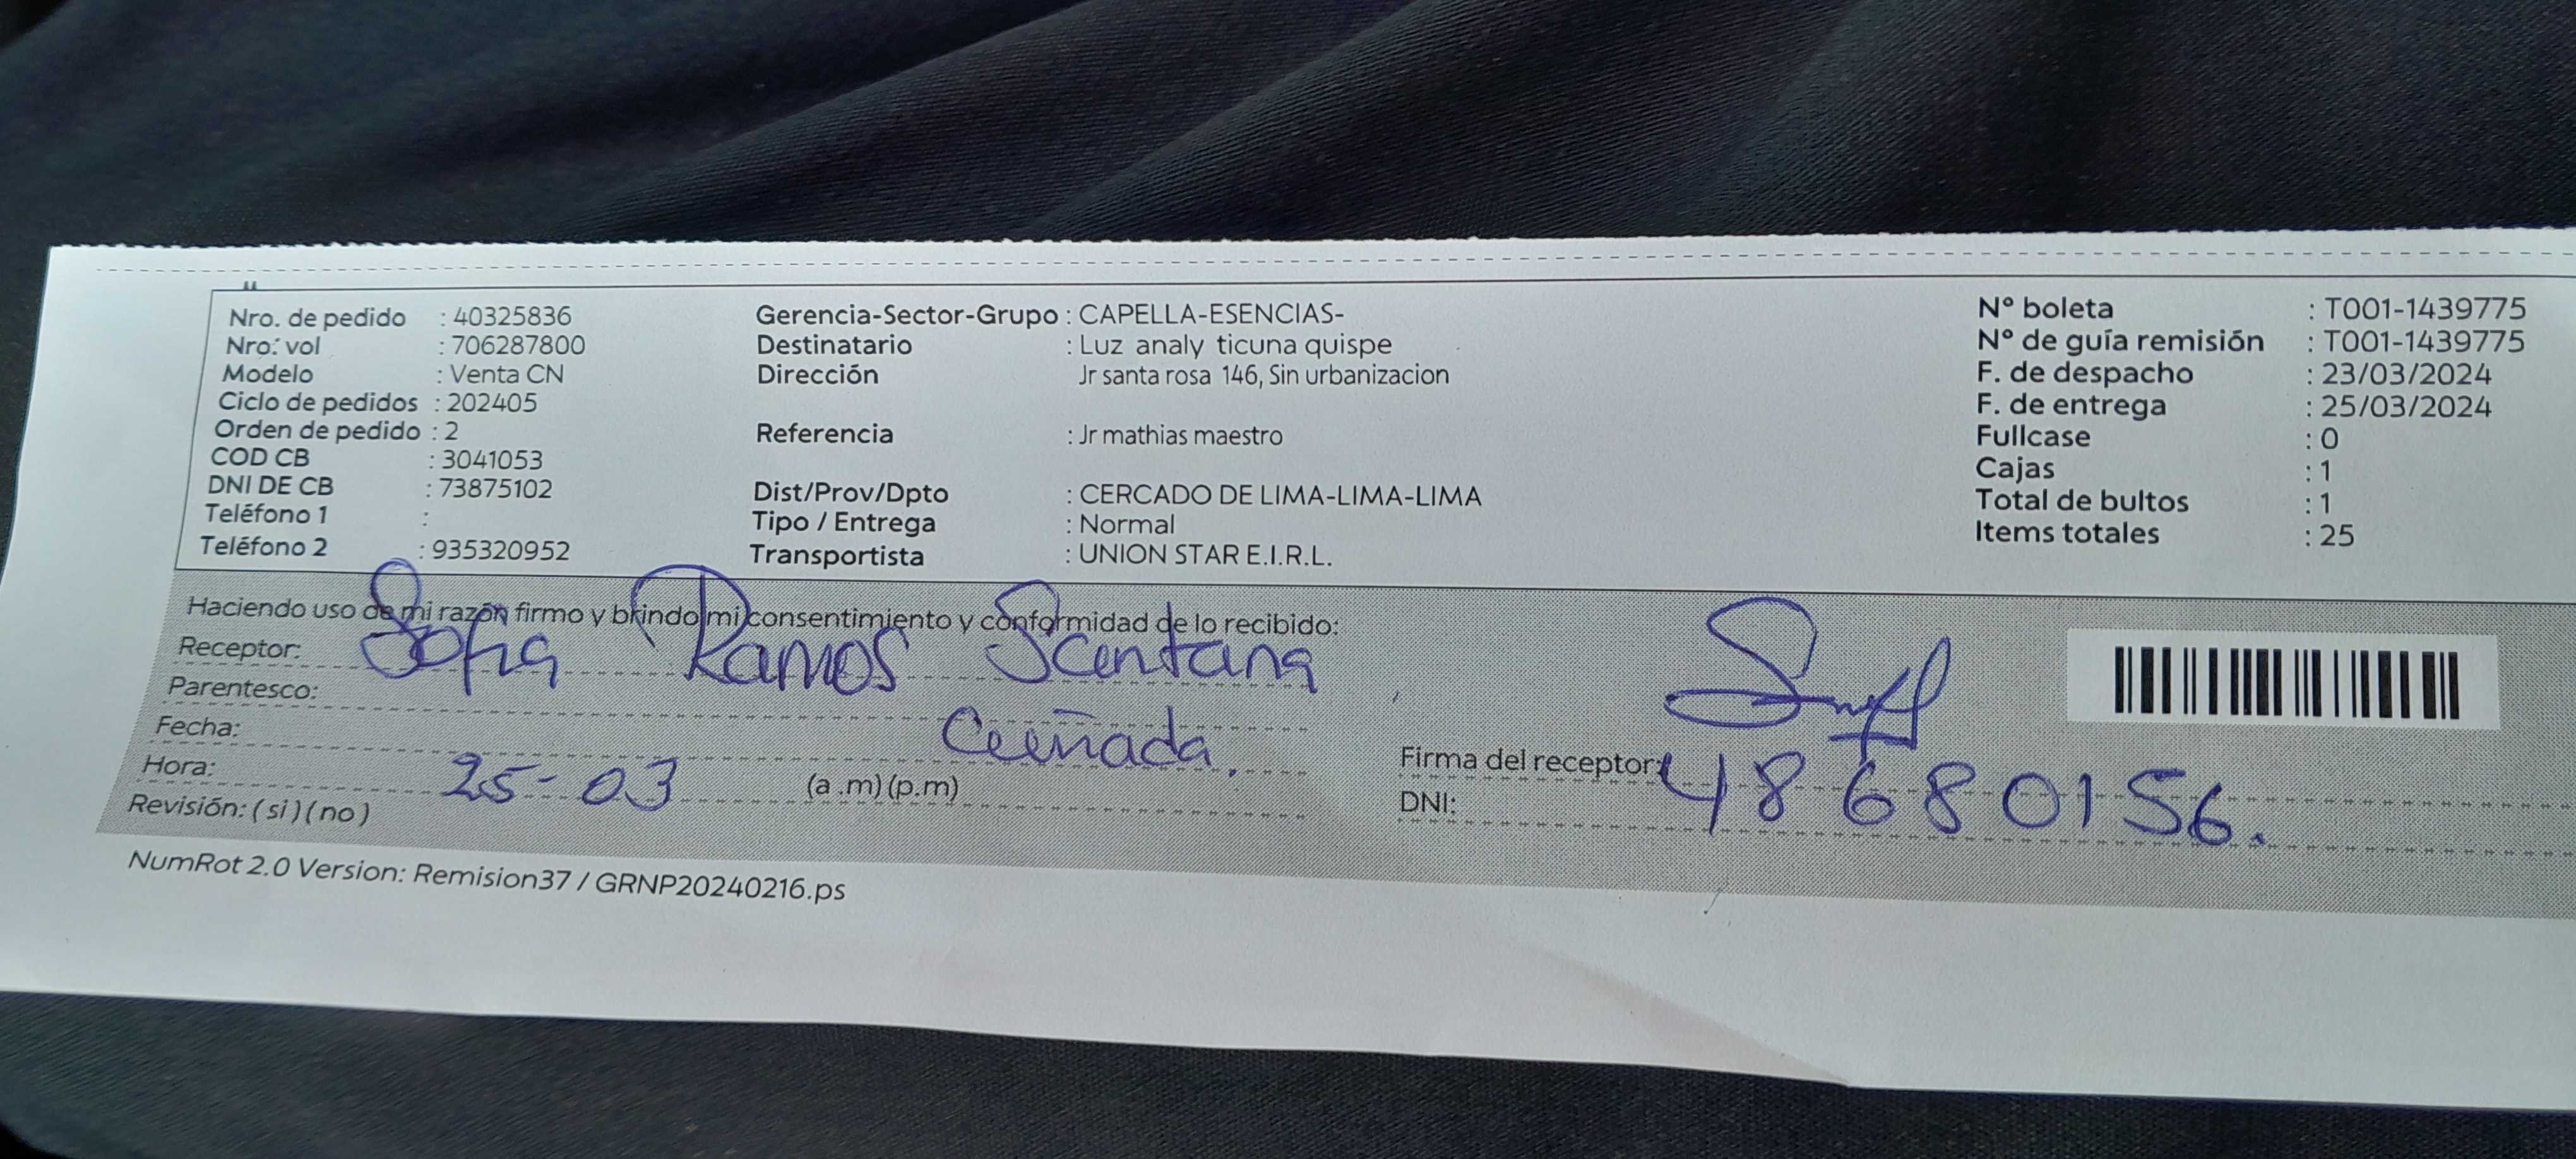 Nro. de pedido : 40325836
Nro. vol : 706287800
Modelo : Venta CN
Ciclo de pedidos : 202405
Orden de pedido : 2
COD CB : 3041053
DNI DE CB : 73875102
Teléfono 1 :
Teléfono 2 : 935320952
Gerencia-Sector-Grupo : CAPELLA-ESENCIAS-
Destinatario : Luz analy ticuna quispe
Dirección Jr santa rosa 146, Sin urbanizacion
Referencia : Jr mathias maestro
Dist/Prov/Dpto : CERCADO DE LIMA-LIMA-LIMA
Tipo / Entrega : Normal
Transportista : UNION STAR E.I.R.L.
Nº boleta : T001-1439775
Nº de guía remisión : T001-1439775
F. de despacho : 23/03/2024
F. de entrega : 25/03/2024
Fullcase : 0
Cajas : 1
Total de bultos : 1
Items totales : 25
Haciendo uso de mi razón firmo y brindo mi consentimiento y conformidad de lo recibido:
Receptor: Sofia Ramos Santana
Parentesco:
Fecha: Cuñada.
Hora: 25-03 (a .m) (p.m)
Revisión: ( si ) ( no )
Firma del receptor:
DNI: 48680156.
NumRot 2.0 Version: Remision37 / GRNP20240216.ps